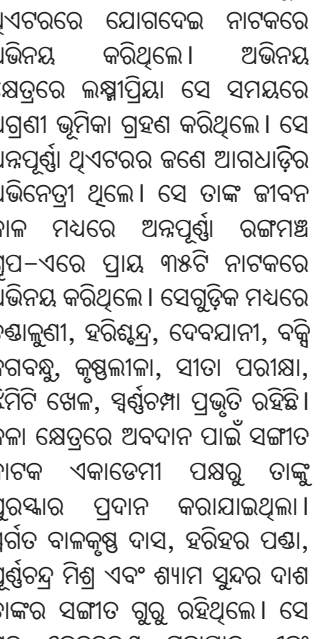 ଥିଏଟରରେ ଯୋଗଦେଇ ନାଟକରେ
ଅଭିନୟ କରିଥିଲେ। ଅଭିନୟ
କ୍ଷେତ୍ରରେ ଲକ୍ଷ୍ମୀପ୍ରିୟା ସେ ସମୟରେ
ଅଗ୍ରଣୀ ଭୂମିକା ଗ୍ରହଣ କରିଥିଲେ। ସେ
ଅନ୍ନପୂର୍ଣ୍ଣା ଥିଏଟରର ଜଣେ ଆଗଧାଡ଼ିର
ଅଭିନେତ୍ରୀ ଥିଲେ। ସେ ତାଙ୍କ ଜୀବନ
କାଳ ମଧ୍ୟରେ ଅନ୍ନପୂର୍ଣ୍ଣା ରଙ୍ଗମଞ୍ଚ
ଗ୍ରୁପ-ଏରେ ପ୍ରାୟ ୩୫ଟି ନାଟକରେ
ଅଭିନୟ କରିଥିଲେ। ସେଗୁଡ଼ିକ ମଧ୍ୟରେ
ଚଣ୍ଡାଳୁଣୀ, ହରିଶ୍ଚନ୍ଦ୍ର, ଦେବଯାନୀ, ବକ୍ସି
ଜଗବନ୍ଧୁ, କୃଷ୍ଣଲୀଳା, ସୀତା ପରୀକ୍ଷା,
ଝିମିଟି ଖେଳ, ସ୍ୱର୍ଣ୍ଣଚମ୍ପା ପ୍ରଭୃତି ରହିଛି।
କଳା କ୍ଷେତ୍ରରେ ଅବଦାନ ପାଇଁ ସଙ୍ଗୀତ
ନାଟକ ଏକାଡେମୀ ପକ୍ଷରୁ ତାଙ୍କୁ
ପୁରସ୍କାର ପ୍ରଦାନ କରାଯାଇଥିଲା।
ସ୍ୱର୍ଗତ ବାଳକୃଷ୍ଣ ଦାସ, ହରିହର ପଣ୍ଡା,
ପୂର୍ଣ୍ଣଚନ୍ଦ୍ର ମିଶ୍ର ଏବଂ ଶ୍ୟାମ ସୁନ୍ଦର ଦାଶ
ତାଙ୍କର ସଙ୍ଗୀତ ଗୁରୁ ରହିଥିଲେ। ସେ